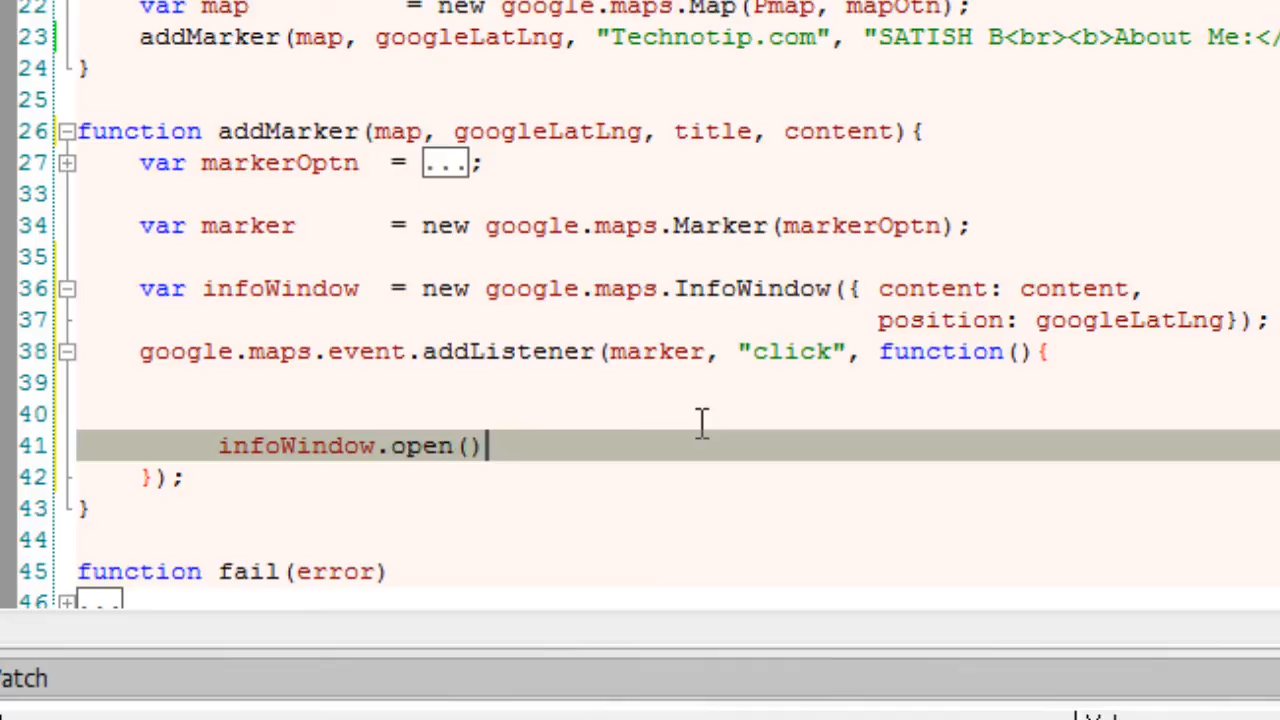 22 var map = new google.maps.Map(Pmap, mapOtn);
23 addMarker(map, googleLatLng, "Technotip.com", "SATISH B<br><b>About Me:</
24 }
25
26 function addMarker(map, googleLatLng, title, content){
27 var markerOptn = ...;
33
34 var marker = new google.maps.Marker(markerOptn);
35
36 var infoWindow = new google.maps.InfoWindow({ content: content,
37 position: googleLatLng});
38 google.maps.event.addListener(marker, "click", function(){
39
40
41 infoWindow.open()
42 });
43 }
44
45 function fail(error)
46 ...
atch